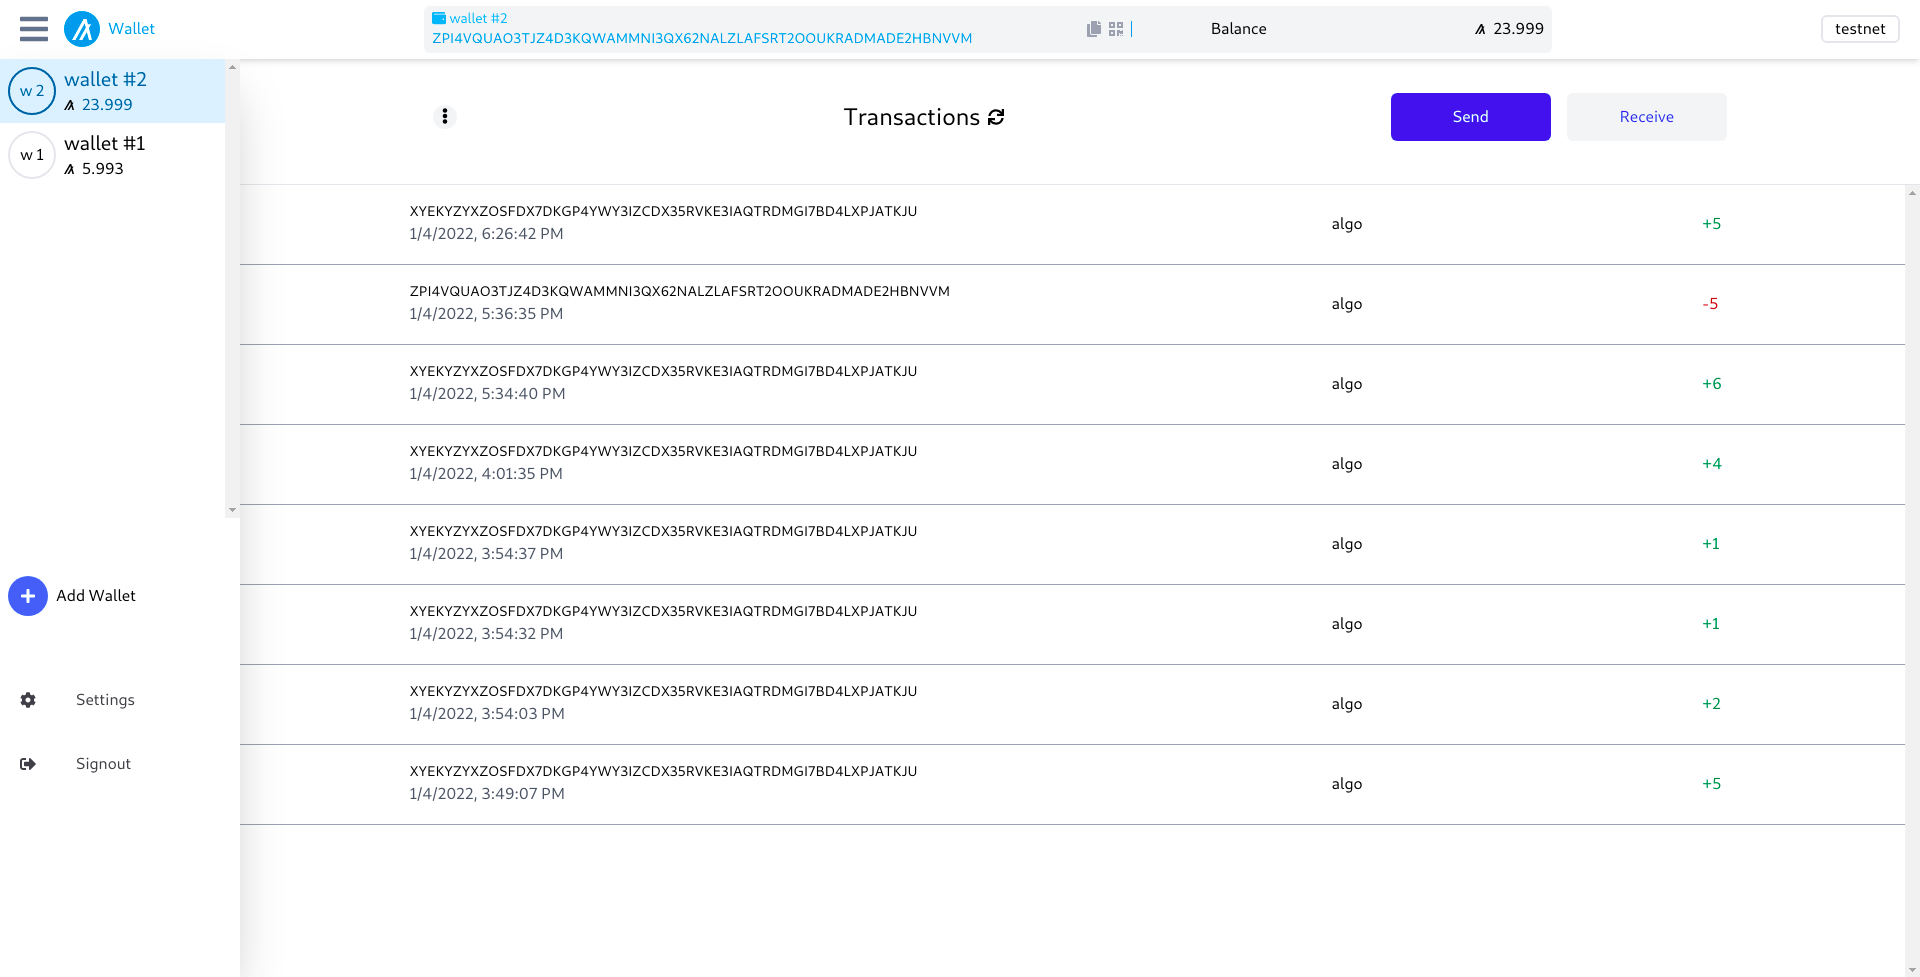 Wallet
wallet #2
ZPI4VQUAO3TJZ4D3KQWAMMNI3QX62NALZLAFSRT2OOUKRADMADE2HBNVVM
Balance
23.999
testnet
w 2
wallet #2
23.999
w 1
wallet #1
5.993
Add Wallet
Settings
Signout
Transactions
Send
Receive
XYEKYZYXZOSFDX7DKGP4YWY3IZCDX35RVKE3IAQTRDMGI7BD4LXPJATKJU
1/4/2022, 6:26:42 PM
algo
+5
ZPI4VQUAO3TJZ4D3KQWAMMNI3QX62NALZLAFSRT2OOUKRADMADE2HBNVVM
1/4/2022, 5:36:35 PM
algo
-5
XYEKYZYXZOSFDX7DKGP4YWY3IZCDX35RVKE3IAQTRDMGI7BD4LXPJATKJU
1/4/2022, 5:34:40 PM
algo
+6
XYEKYZYXZOSFDX7DKGP4YWY3IZCDX35RVKE3IAQTRDMGI7BD4LXPJATKJU
1/4/2022, 4:01:35 PM
algo
+4
XYEKYZYXZOSFDX7DKGP4YWY3IZCDX35RVKE3IAQTRDMGI7BD4LXPJATKJU
1/4/2022, 3:54:37 PM
algo
+1
XYEKYZYXZOSFDX7DKGP4YWY3IZCDX35RVKE3IAQTRDMGI7BD4LXPJATKJU
1/4/2022, 3:54:32 PM
algo
+1
XYEKYZYXZOSFDX7DKGP4YWY3IZCDX35RVKE3IAQTRDMGI7BD4LXPJATKJU
1/4/2022, 3:54:03 PM
algo
+2
XYEKYZYXZOSFDX7DKGP4YWY3IZCDX35RVKE3IAQTRDMGI7BD4LXPJATKJU
1/4/2022, 3:49:07 PM
algo
+5